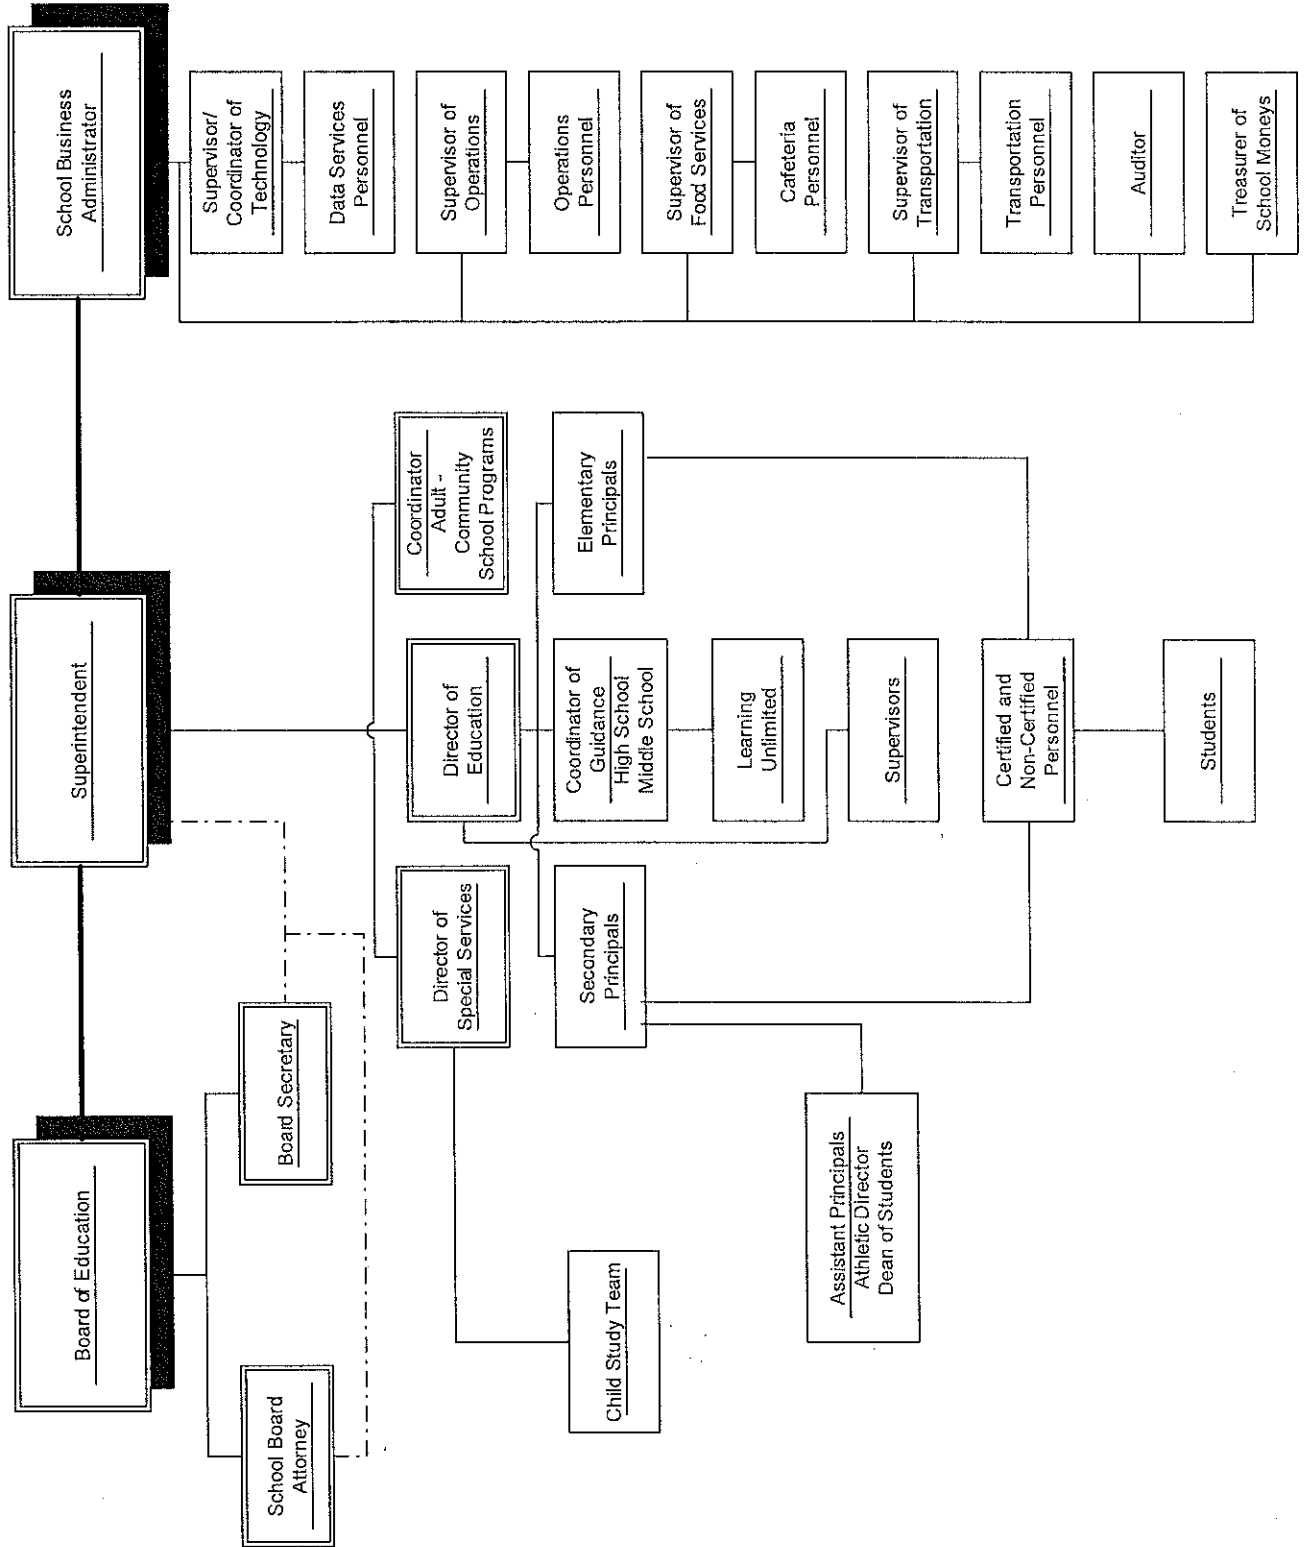 Board of Education
Superintendent
School Business
Administrator
School Board
Attorney
Board Secretary
Director of
Special Services
Director of
Education
Coordinator
Adult -
Community
School Programs
Child Study Team
Secondary
Principals
Coordinator of
Guidance
High School
Middle School
Elementary
Principals
Learning
Unlimited
Assistant Principals
Athletic Director
Dean of Students
Supervisors
Certified and
Non-Certified
Personnel
Students
Supervisor/
Coordinator of
Technology
Data Services
Personnel
Supervisor of
Operations
Operations
Personnel
Supervisor of
Food Services
Cafeteria
Personnel
Supervisor of
Transportation
Transportation
Personnel
Auditor
Treasurer of
School Moneys